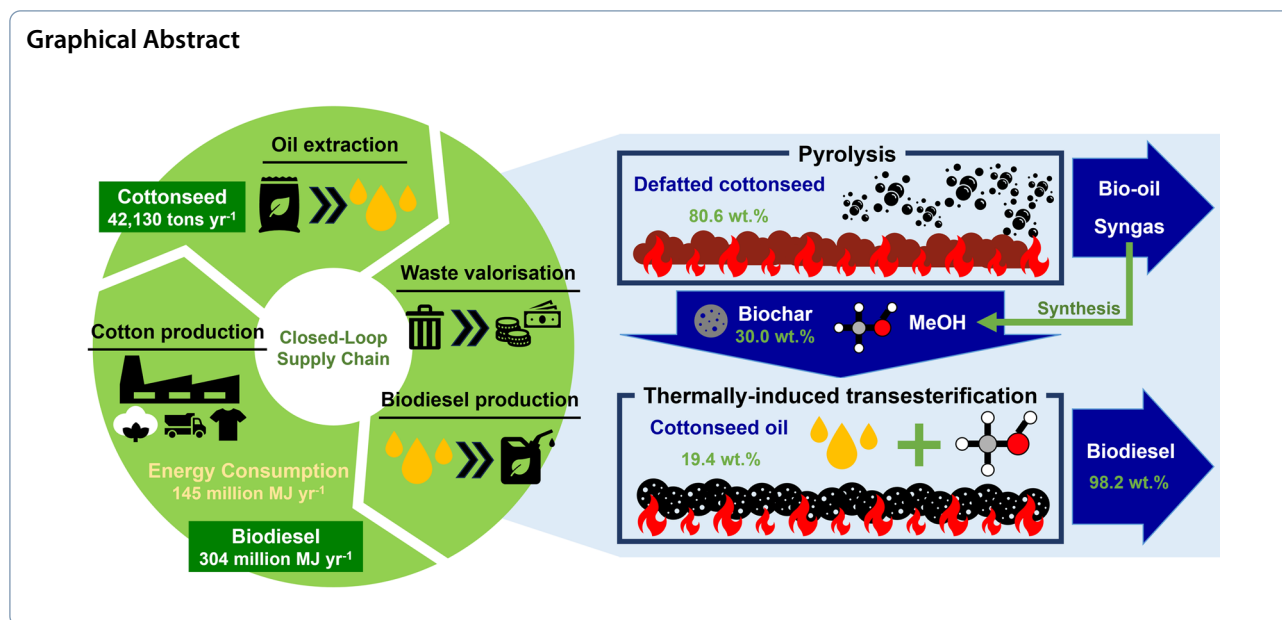 Graphical Abstract
Oil extraction
Cottonseed
42,130 tons yr⁻¹
Waste valorisation
Cotton production
Closed-Loop
Supply Chain
Biodiesel production
Energy Consumption
145 million MJ yr⁻¹
Biodiesel
304 million MJ yr⁻¹
Pyrolysis
Defatted cottonseed
80.6 wt.%
Bio-oil
Syngas
Synthesis
Biochar
30.0 wt.%
MeOH
Thermally-induced transesterification
Cottonseed oil
19.4 wt.%
Biodiesel
98.2 wt.%